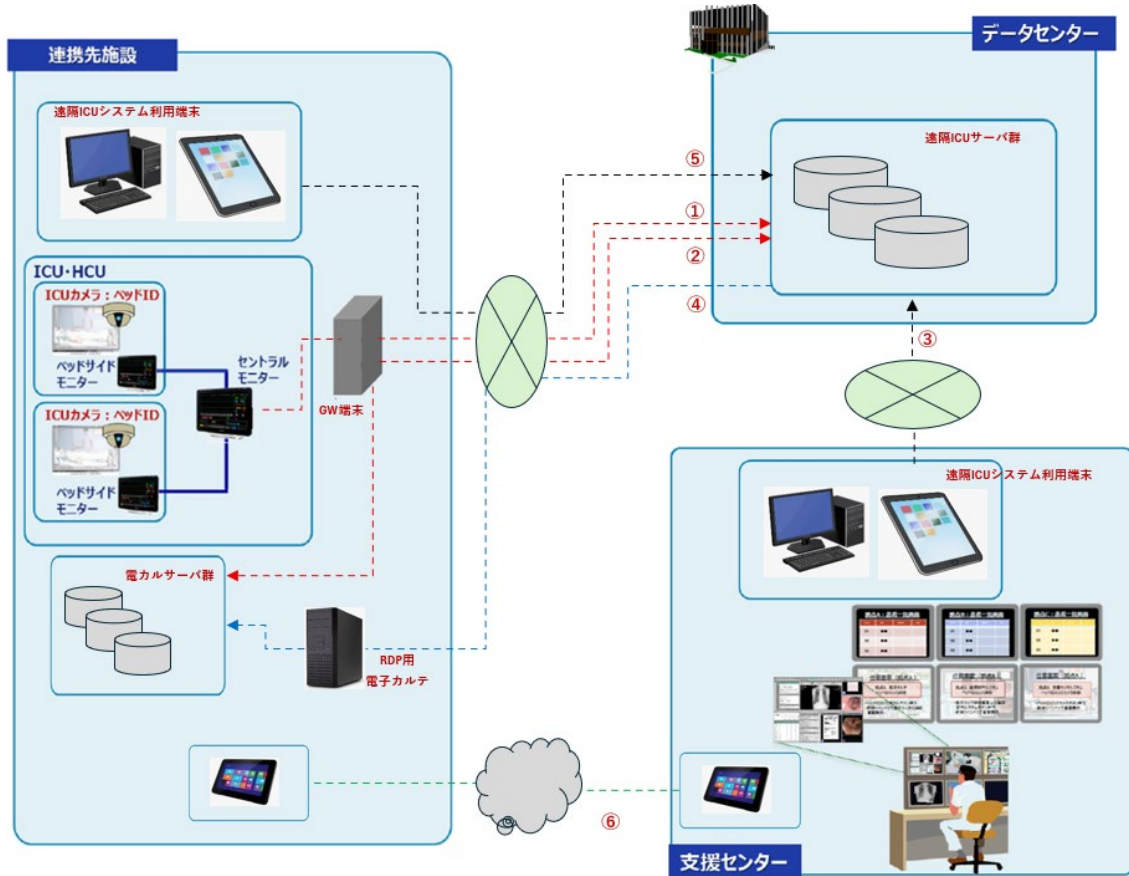 連携先施設
遠隔ICUシステム利用端末
ICU・HCU
ICUカメラ：ベッドID
ベッドサイド
モニター
セントラル
モニター
ICUカメラ：ベッドID
ベッドサイド
モニター
GW端末
電カルサーバ群
RDP用
電子カルテ
データセンター
遠隔ICUサーバ群
⑤
①
②
④
③
遠隔ICUシステム利用端末
⑥
支援センター